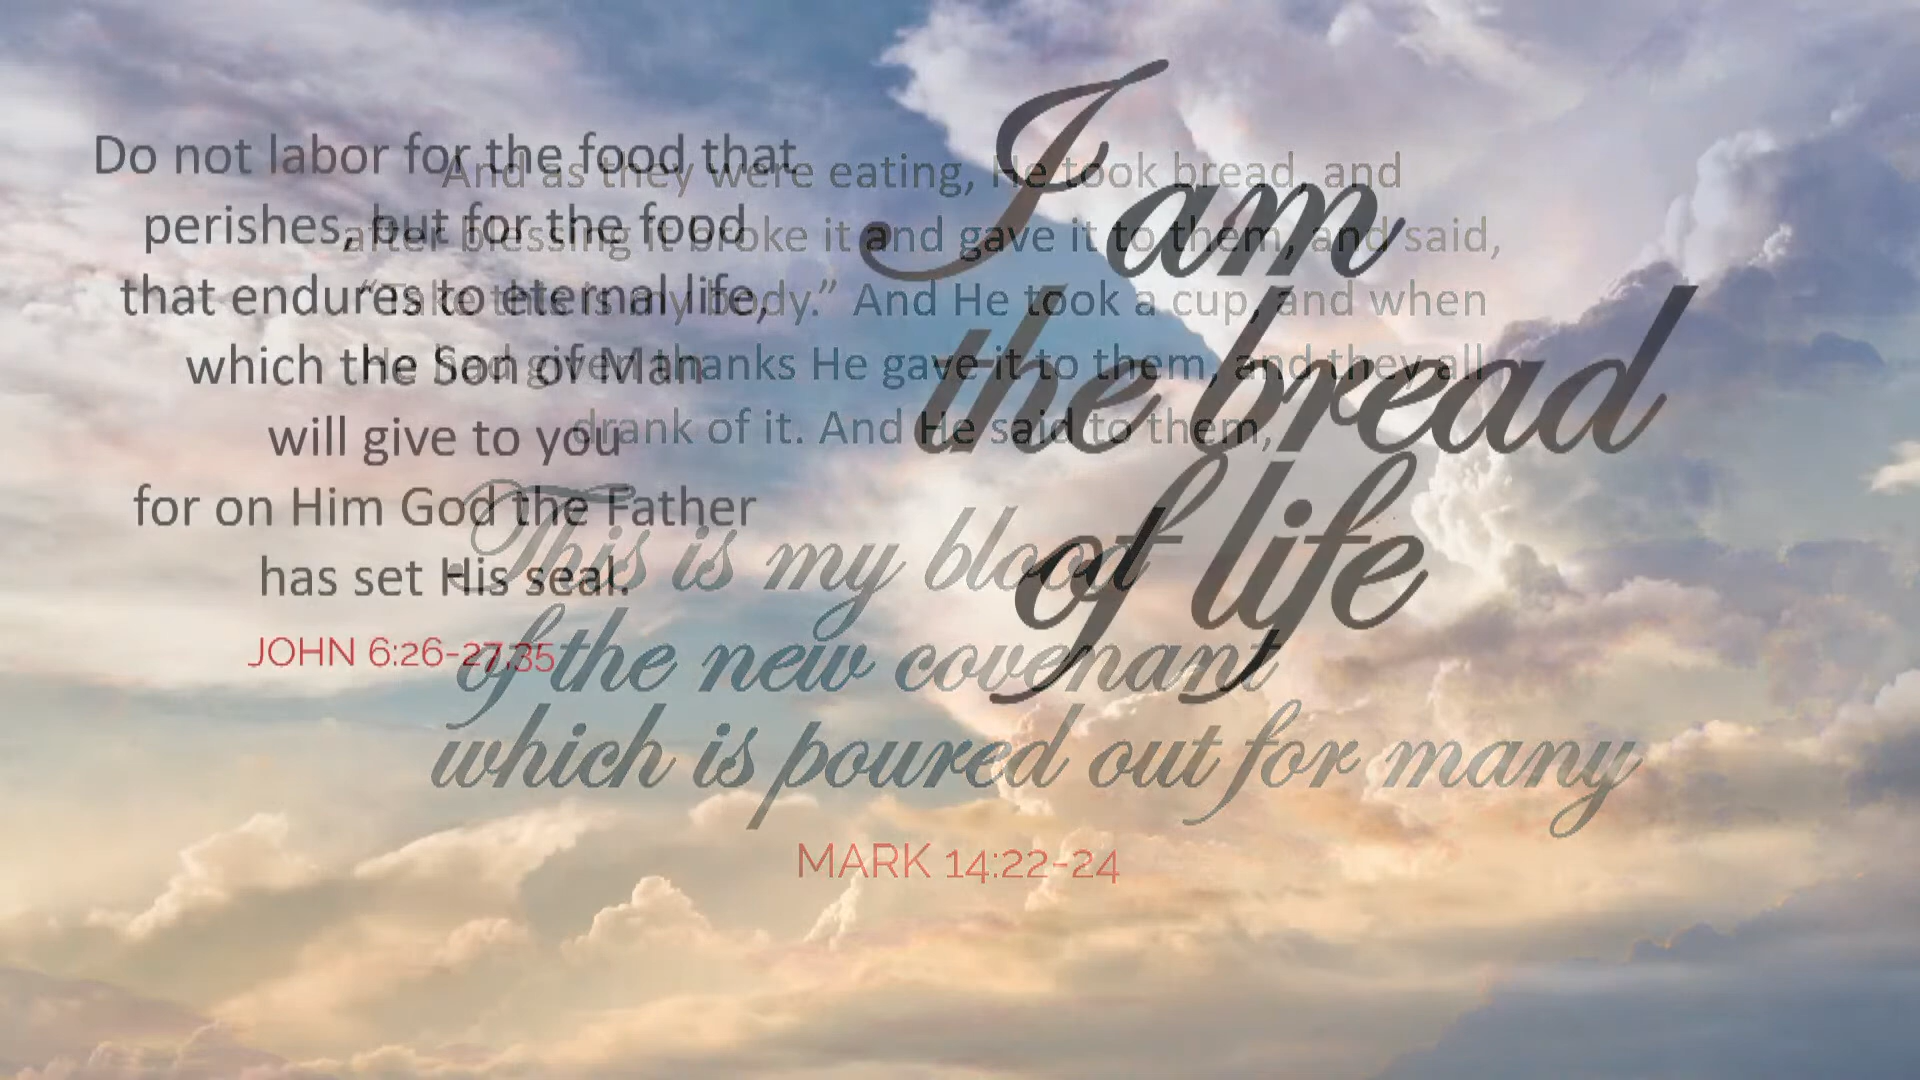 Do not labor for the food that
perishes, but for the food
that endures to eternal life,
which the Son of Man
will give to you
for on Him God the Father
has set His seal.
JOHN 6:26-27,35
I am
the bread
of life
And as they were eating, He took bread, and
after blessing it broke it and gave it to them, and said,
“Take this is my body.” And He took a cup, and when
He had given thanks He gave it to them, and they all
drank of it. And He said to them,
This is my blood
of the new covenant
which is poured out for many
MARK 14:22-24